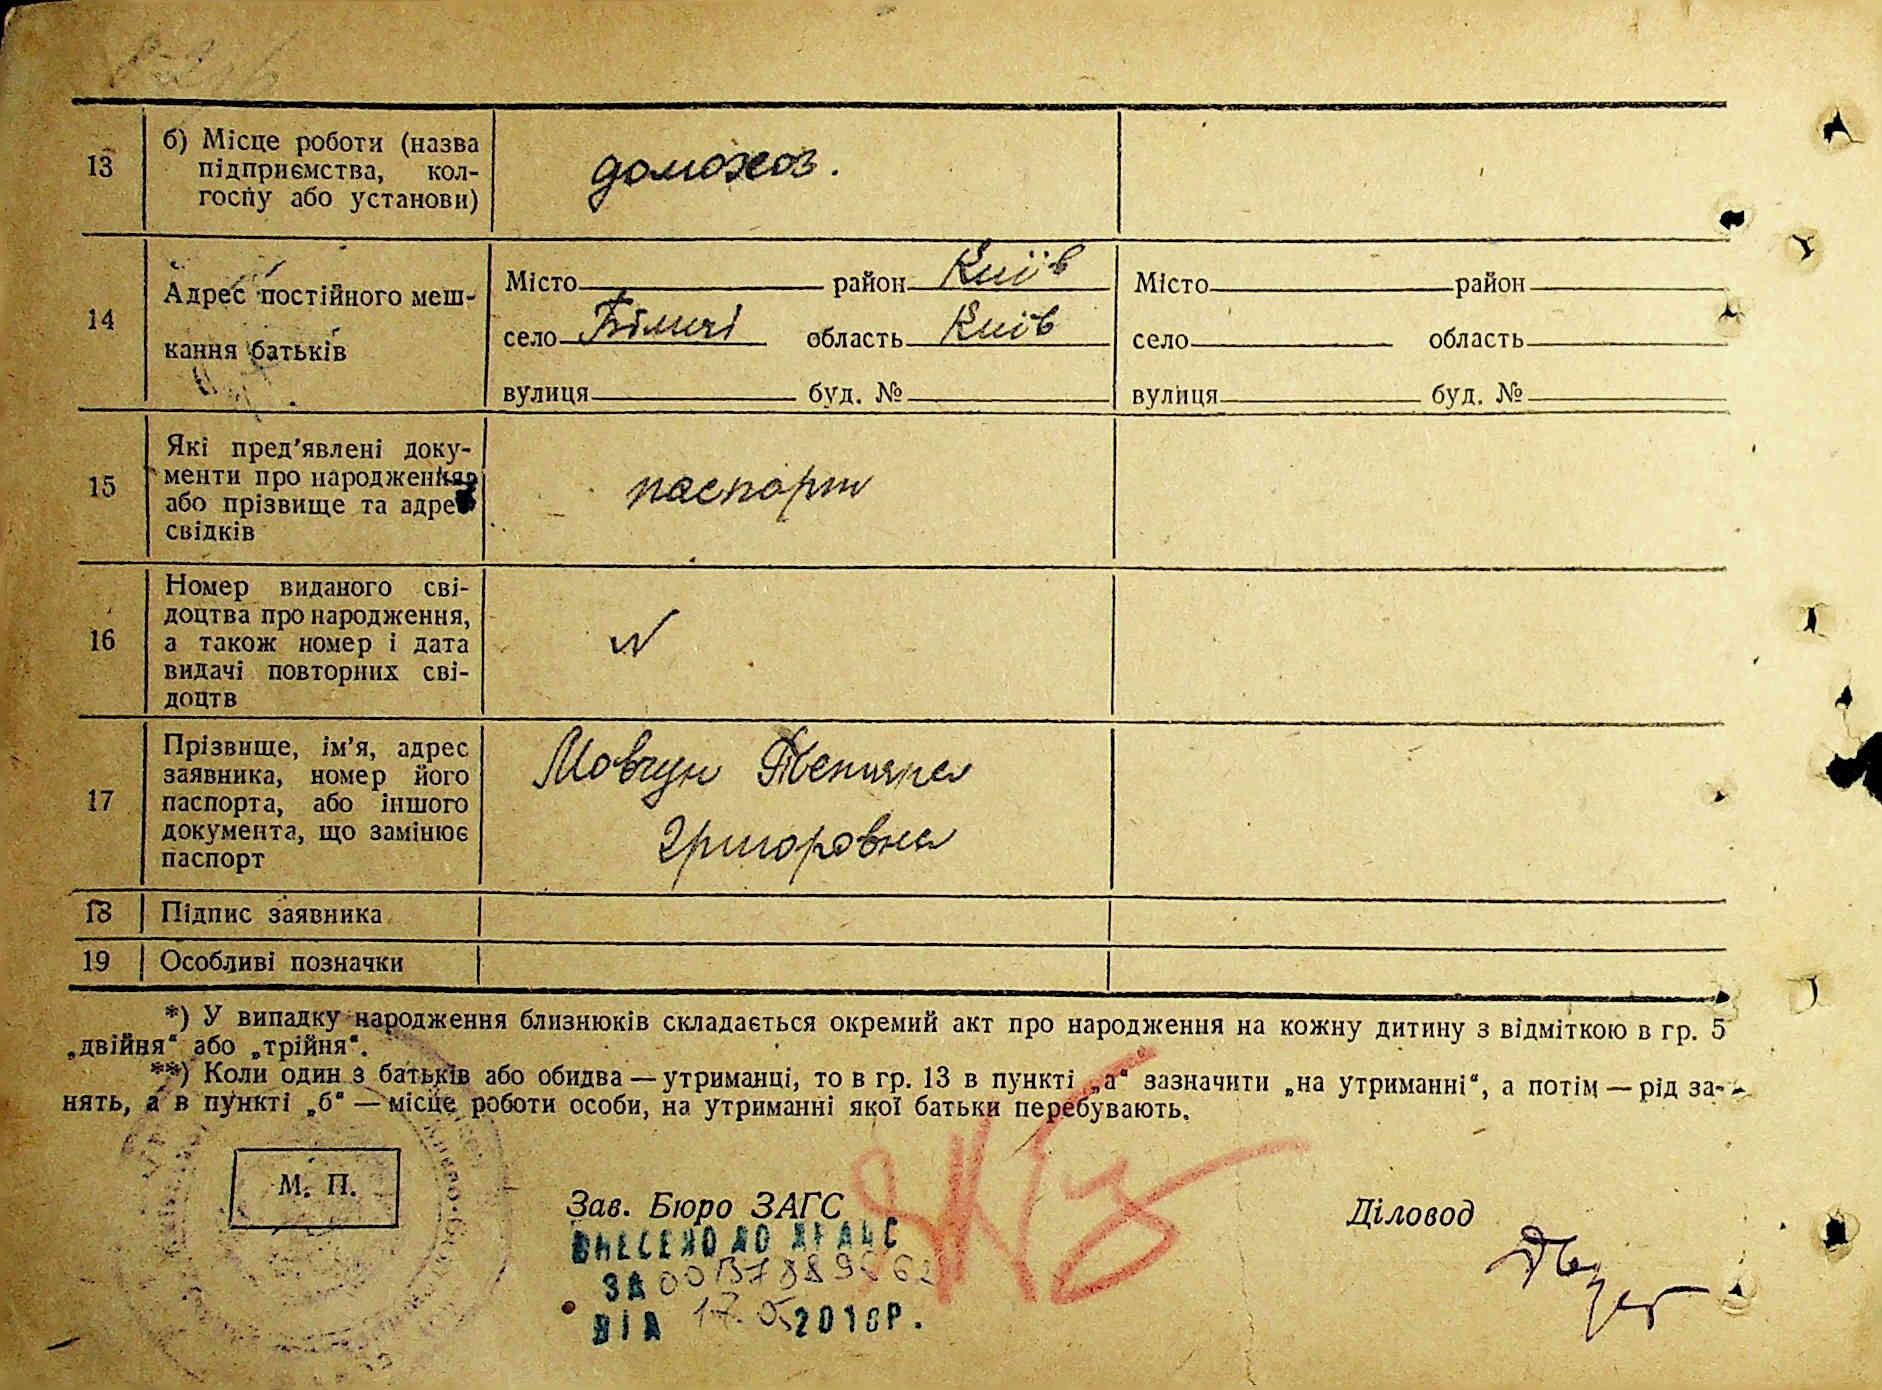 13
б) Місце роботи (назва
підприємства, кол-
госпу або установи)
домохоз.
14
Адрес постійного меш-
кання батьків
Місто район Київ
село Біличі область Київ
вулиця буд. №
Місто район
село область
вулиця буд. №
15
Які пред'явлені доку-
менти про народження
або прізвище та адрес
свідків
паспорт
16
Номер виданого сві-
доцтва про народження,
а також номер і дата
видачі повторних сві-
доцтв
17
Прізвище, ім'я, адрес
заявника, номер його
паспорта, або іншого
документа, що замінює
паспорт
Мовчун Тетяна
Григоровна
18 Підпис заявника
19 Особливі позначки
*) У випадку народження близнюків складається окремий акт про народження на кожну дитину з відміткою в гр. 5
„двійня“ або „трійня“.
**) Коли один з батьків або обидва — утриманці, то в гр. 13 в пункті „а“ зазначити „на утриманні“, а потім — рід за-
нять, а в пункті „б“ — місце роботи особи, на утриманні якої батьки перебувають.
М. П.
Зав. Бюро ЗАГС
Діловод
ВНЕСЕНО ДО ДРАЦС
ЗА
ВІД 17.05 2016Р.